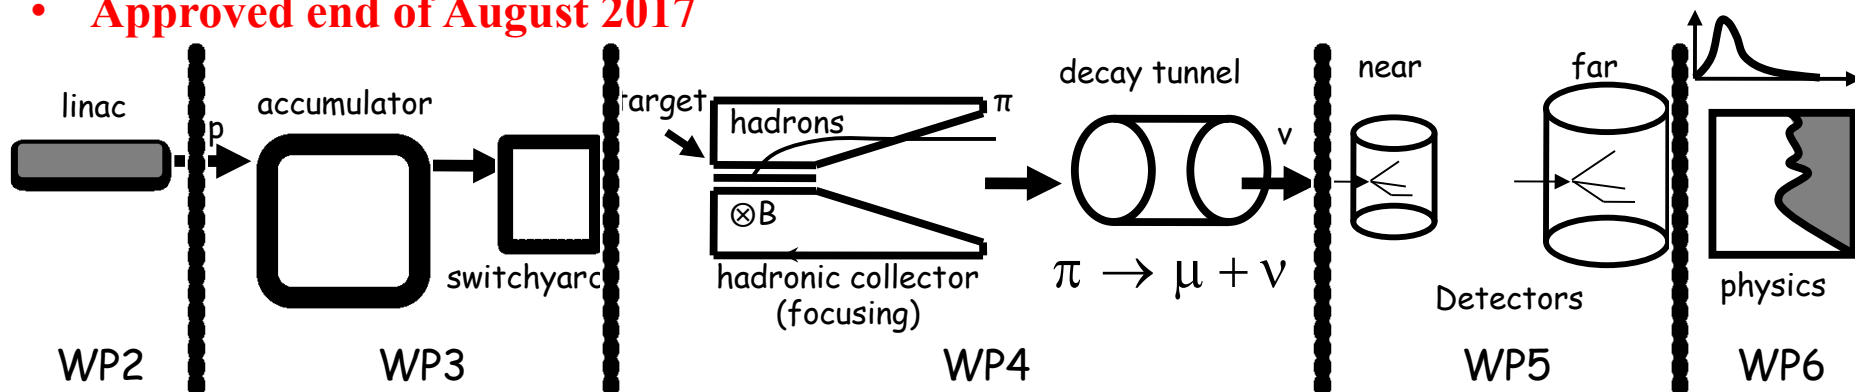 • Approved end of August 2017
linac
p
accumulator
switchyard
target
hadrons
π
⊗B
hadronic collector
(focusing)
decay tunnel
ν
π → μ + ν
near
far
Detectors
physics
WP2
WP3
WP4
WP5
WP6